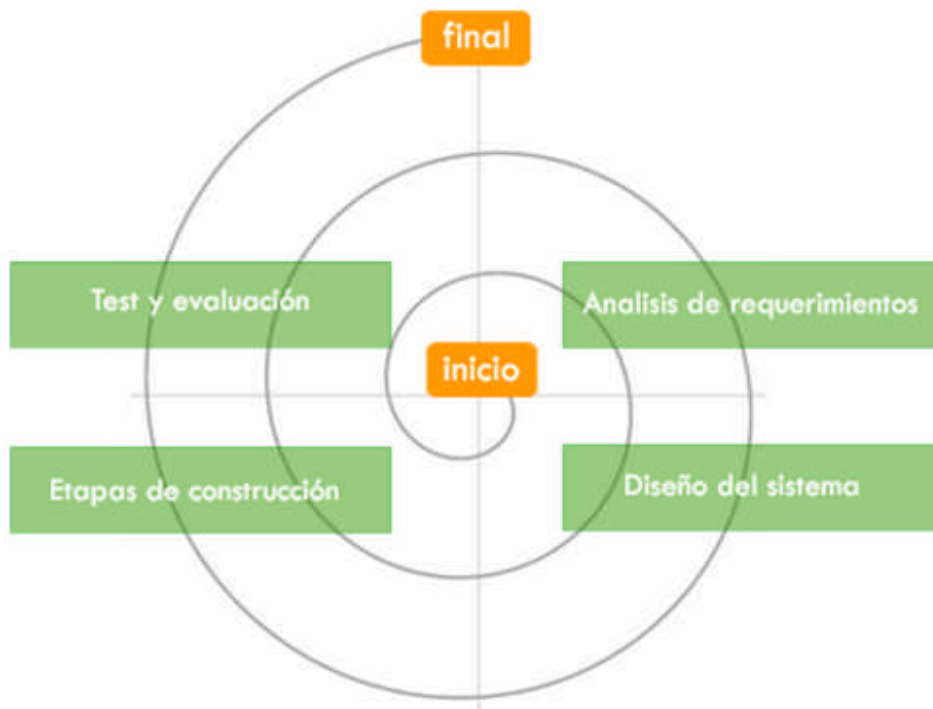 final
Test y evaluación
Analisis de requerimientos
inicio
Etapas de construcción
Diseño del sistema